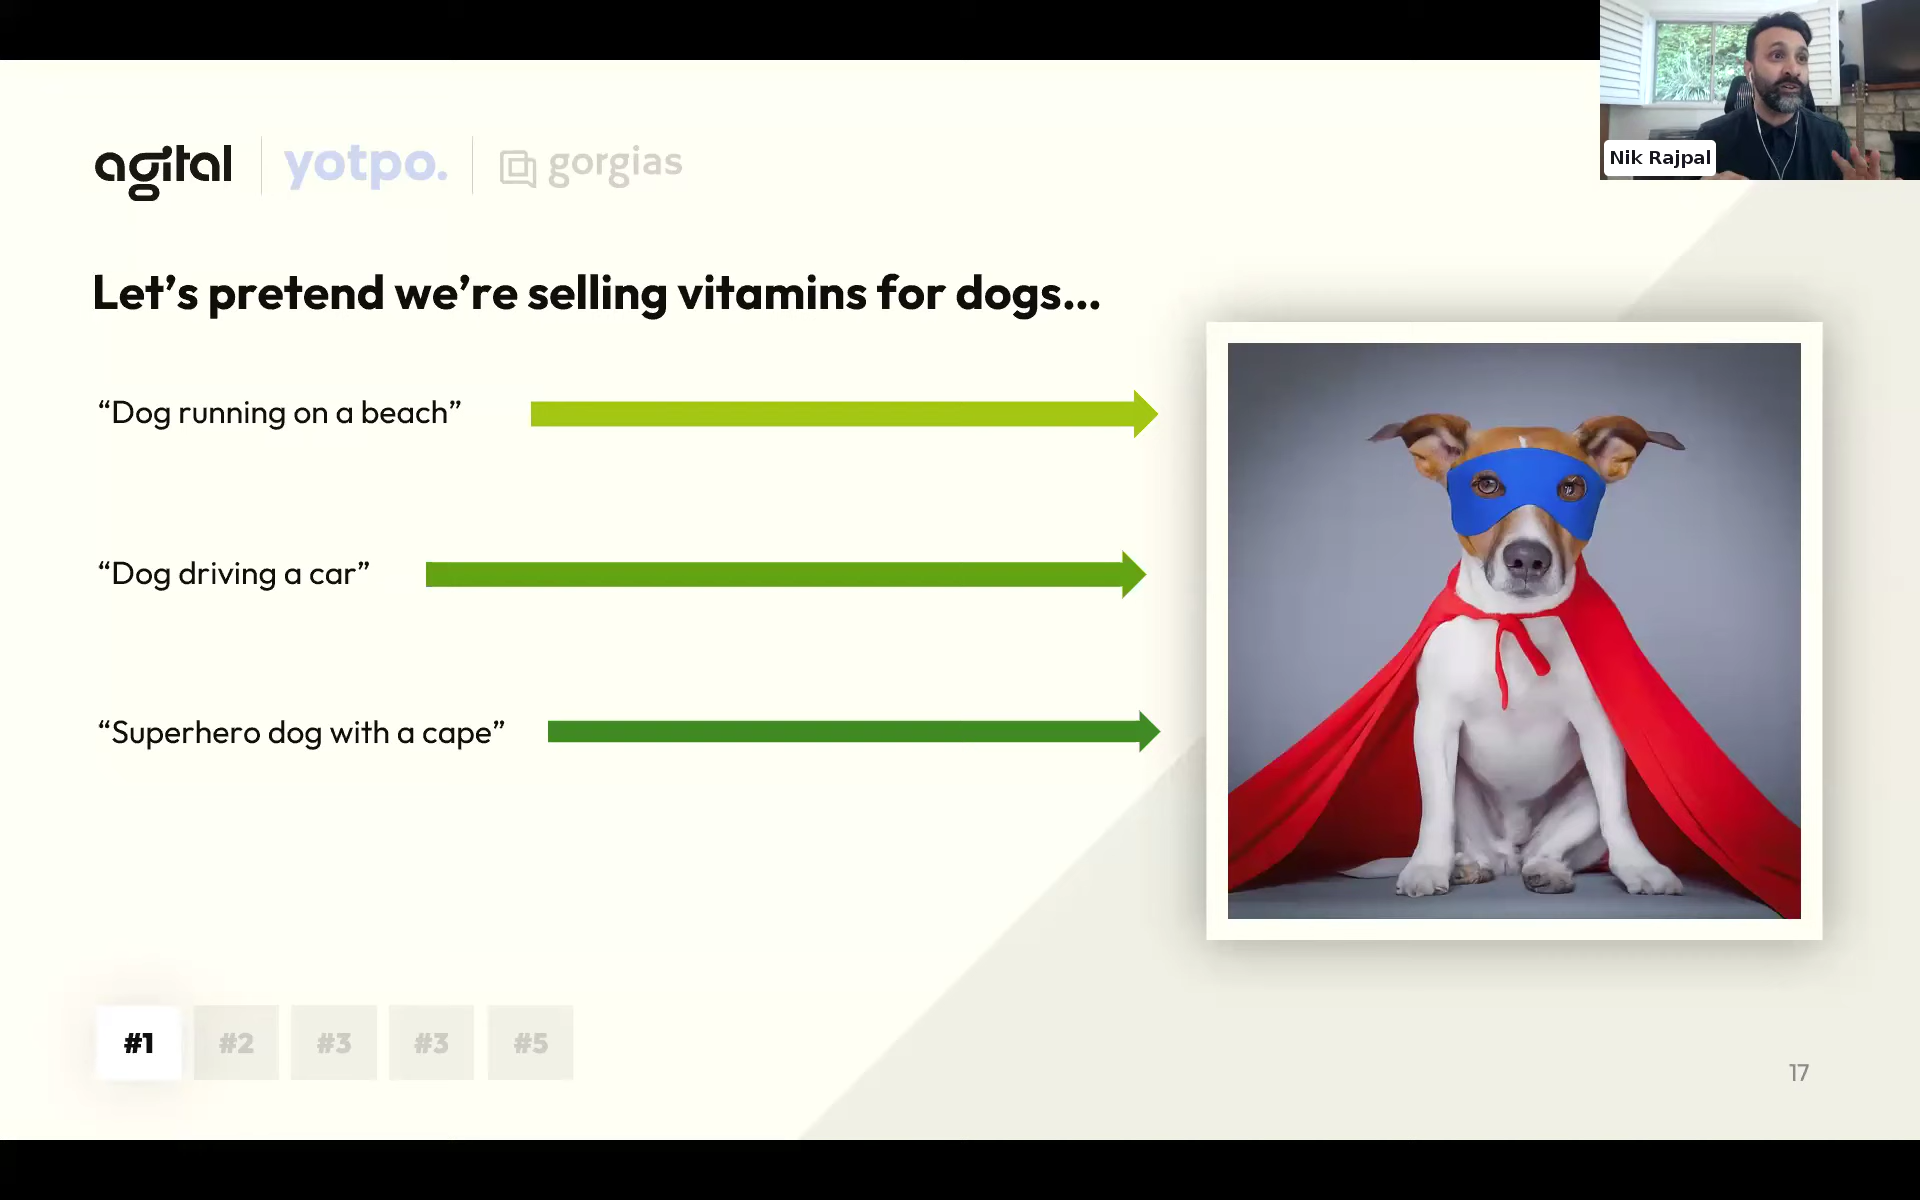 Nik Rajpal
agital
yotpo.
gorgias
Let’s pretend we’re selling vitamins for dogs...
“Dog running on a beach”
“Dog driving a car”
“Superhero dog with a cape”
#1 #2 #3 #3 #5
17